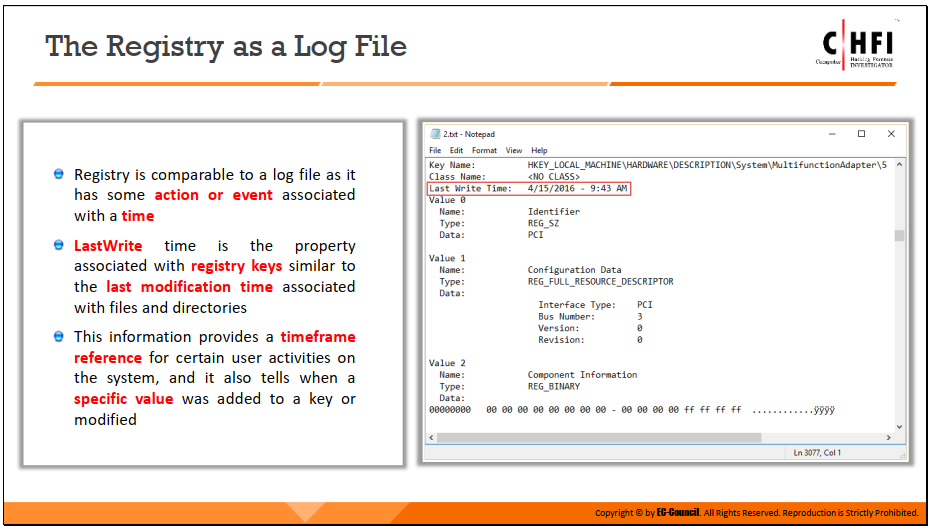 The Registry as a Log File
CHFI
Computer Hacking Forensic
INVESTIGATOR
Registry is comparable to a log file as it
has some action or event associated
with a time
LastWrite time is the property
associated with registry keys similar to
the last modification time associated
with files and directories
This information provides a timeframe
reference for certain user activities on
the system, and it also tells when a
specific value was added to a key or
modified
2.txt - Notepad
File Edit Format View Help
Key Name: HKEY_LOCAL_MACHINE\HARDWARE\DESCRIPTION\System\MultifunctionAdapter\5
Class Name: <NO CLASS>
Last Write Time: 4/15/2016 - 9:43 AM
Value 0
Name: Identifier
Type: REG_SZ
Data: PCI
Value 1
Name: Configuration Data
Type: REG_FULL_RESOURCE_DESCRIPTOR
Data:
Interface Type: PCI
Bus Number: 3
Version: 0
Revision: 0
Value 2
Name: Component Information
Type: REG_BINARY
Data:
00000000 00 00 00 00 00 00 00 00 - 00 00 00 00 ff ff ff ff ............ÿÿÿÿ
Ln 3077, Col 1
Copyright © by EC-Council. All Rights Reserved. Reproduction is Strictly Prohibited.